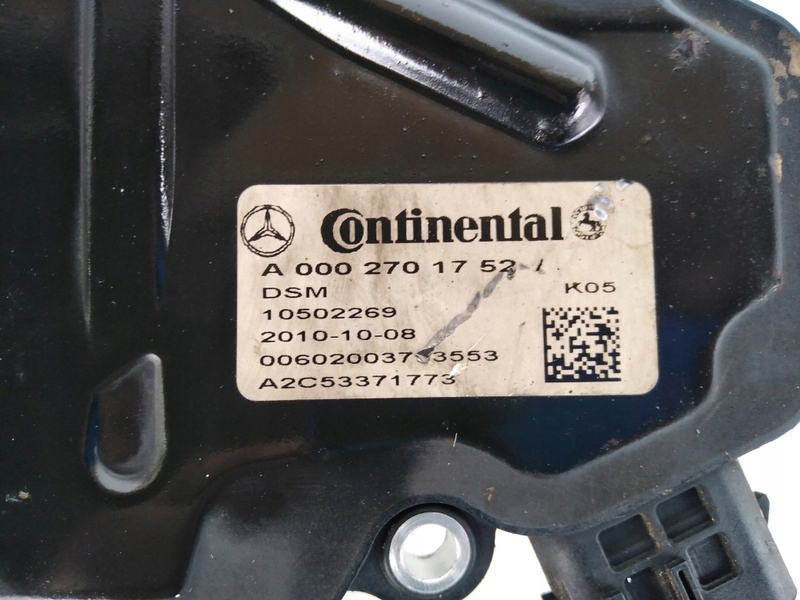 Continental
A 000 270 17 52 /
DSM K05
10502269
2010-10-08
A2C53371773